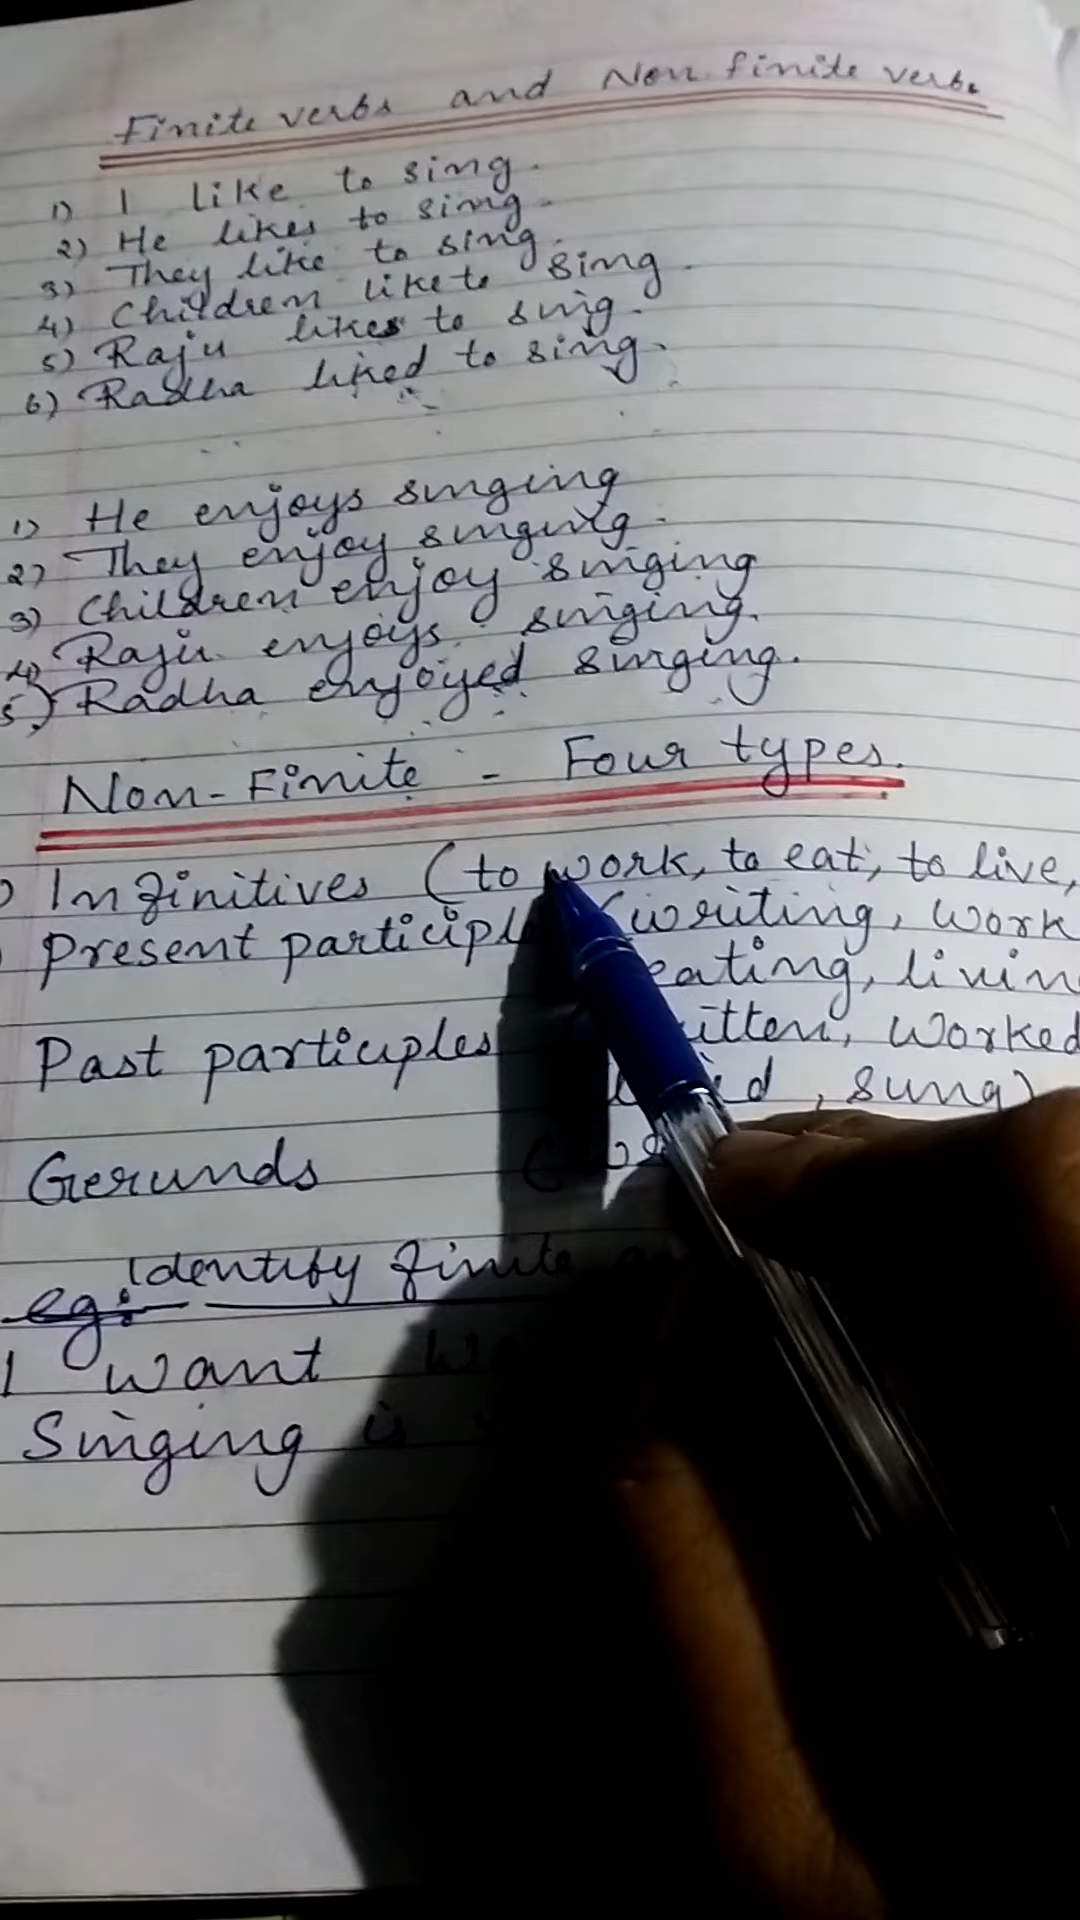 Finite verbs and Non finite verbs
1) I like to sing.
2) He likes to sing.
3) They like to sing.
4) Children like to sing.
5) Raju likes to sing.
6) Radha liked to sing.
1) He enjoys singing
2) They enjoy singing.
3) Children enjoy singing
4) Raju enjoys singing.
5) Radha enjoyed singing.
Non-Finite - Four types.
Infinitives (to work, to eat, to live,
Present (writing, work
eating, living
Past participles worked
, sung)
Gerunds (
Identify finite
eg:
I want
Singing is